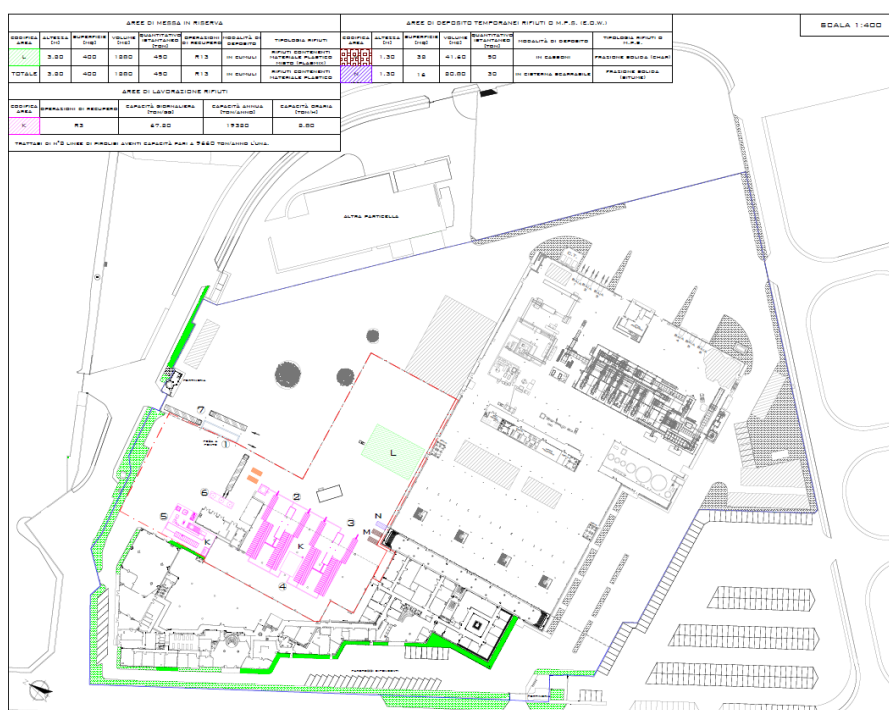 AREE DI MESSA IN RISERVA
CODIFICA AREA ALTEZZA [M] SUPERFICIE [MQ] VOLUME [MC] QUANTITATIVO ISTANTANEO [TON] OPERAZIONI DI RECUPERO MODALITÀ DI DEPOSITO TIPOLOGIA RIFIUTI
L 3.80 400 1200 490 R13 IN CUMULI RIFIUTI CONTENENTI MATERIALE PLASTICO MISTO (PLASMIX)
TOTALE 3.80 400 1200 490 R13 IN CUMULI RIFIUTI CONTENENTI MATERIALE PLASTICO
AREE DI LAVORAZIONE RIFIUTI
CODIFICA AREA OPERAZIONI DI RECUPERO CAPACITÀ GIORNALIERA [TON/GG] CAPACITÀ ANNUA [TON/ANNO] CAPACITÀ ORARIA [TON/H]
K R3 67.20 19320 2.80
TRATTASI DI N°2 LINEE DI PIROLISI AVENTI CAPACITÀ PARI A 9660 TON/ANNO L'UNA.
AREE DI DEPOSITO TEMPORANEI RIFIUTI O M.P.S. (E.O.W.)
CODIFICA AREA ALTEZZA [M] SUPERFICIE [MQ] VOLUME [MC] QUANTITATIVO ISTANTANEO [TON] MODALITÀ DI DEPOSITO TIPOLOGIA RIFIUTI O M.P.S.
1.30 32 41.60 50 IN CASSONI FRAZIONE SOLIDA (CHAR)
N 1.30 16 20.80 30 IN CISTERNA SCARRABILE FRAZIONE SOLIDA (BITUME)
SCALA 1:400
ALTRA PARTICELLA
7
1
L
6
2
N
5
3
M
K
K
4